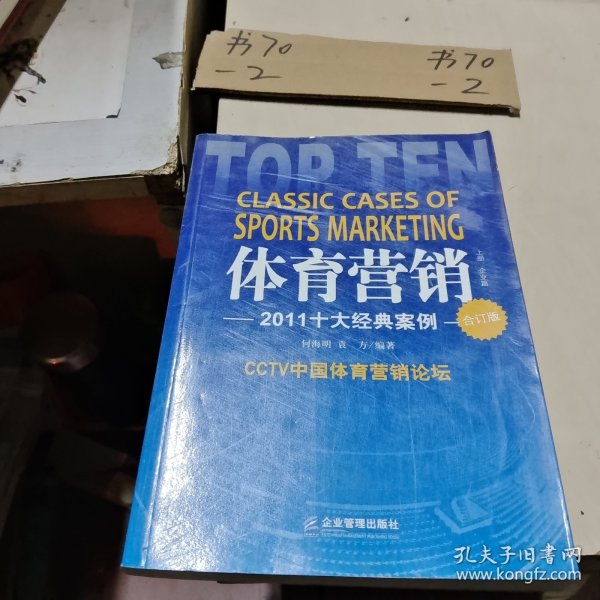 书70
-2
书70
-2
TOP TEN
CLASSIC CASES OF
SPORTS MARKETING
体育营销
上册 企业篇
2011十大经典案例
合订版
何海明 袁 方/编著
CCTV中国体育营销论坛
企业管理出版社
孔夫子旧书网
www.kongfz.com